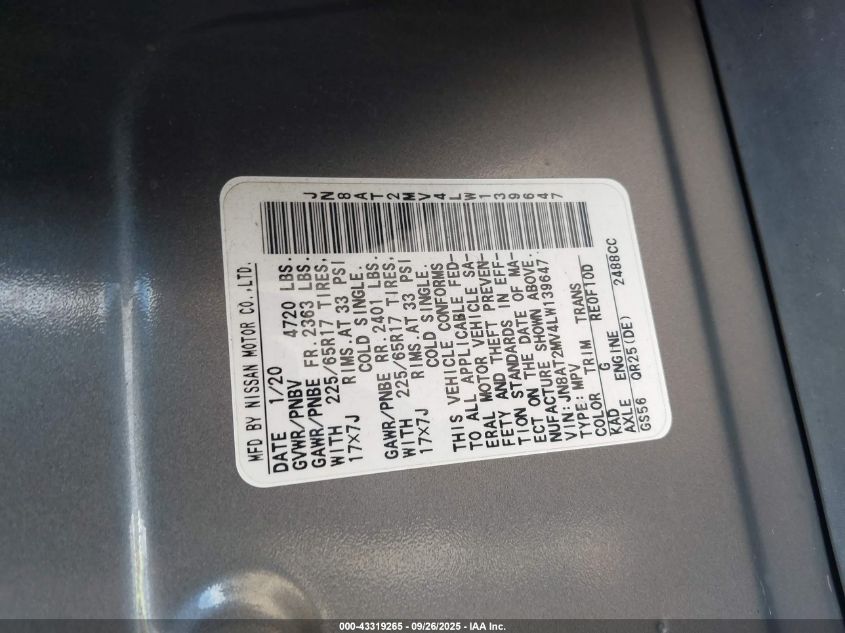 JN8AT2MV4LW139647
MFD BY NISSAN MOTOR CO.,LTD.
DATE 1/20
GVWR/PNBV 4720 LBS.
GAWR/PNBE FR.2363 LBS.
WITH 225/65R17 TIRES,
17X7J RIMS.AT 33 PSI
COLD SINGLE.
GAWR/PNBE RR.2401 LBS.
WITH 225/65R17 TIRES,
17X7J RIMS.AT 33 PSI
COLD SINGLE.
THIS VEHICLE CONFORMS
TO ALL APPLICABLE FED-
ERAL MOTOR VEHICLE SA-
FETY AND THEFT PREVEN-
TION STANDARDS IN EFF-
ECT ON THE DATE OF MA-
NUFACTURE SHOWN ABOVE.
VIN:JN8AT2MV4LW139647
TYPE: MPV
COLOR TRIM TRANS
KAD G RE0F10D
AXLE ENGINE
GS56 QR25(DE) 2488CC
000-43319265 - 09/26/2025 - IAA Inc.